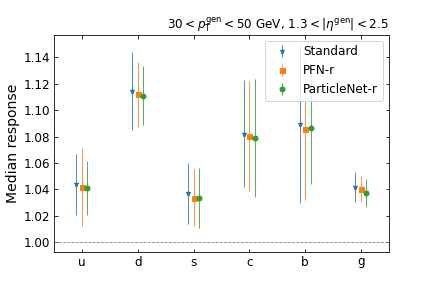 30 < p_T^gen < 50 GeV, 1.3 < |η^gen| < 2.5
Median response
1.14
1.12
1.10
1.08
1.06
1.04
1.02
1.00
Standard
PFN-r
ParticleNet-r
u d s c b g